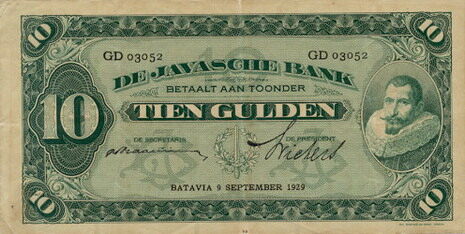 10 10
GD 03052 GD 03052
DE JAVASCHE BANK
BETAALT AAN TOONDER
10 TIEN GULDEN
DE SECRETARIS DE PRESIDENT
BATAVIA 9 SEPTEMBER 1929
10 10